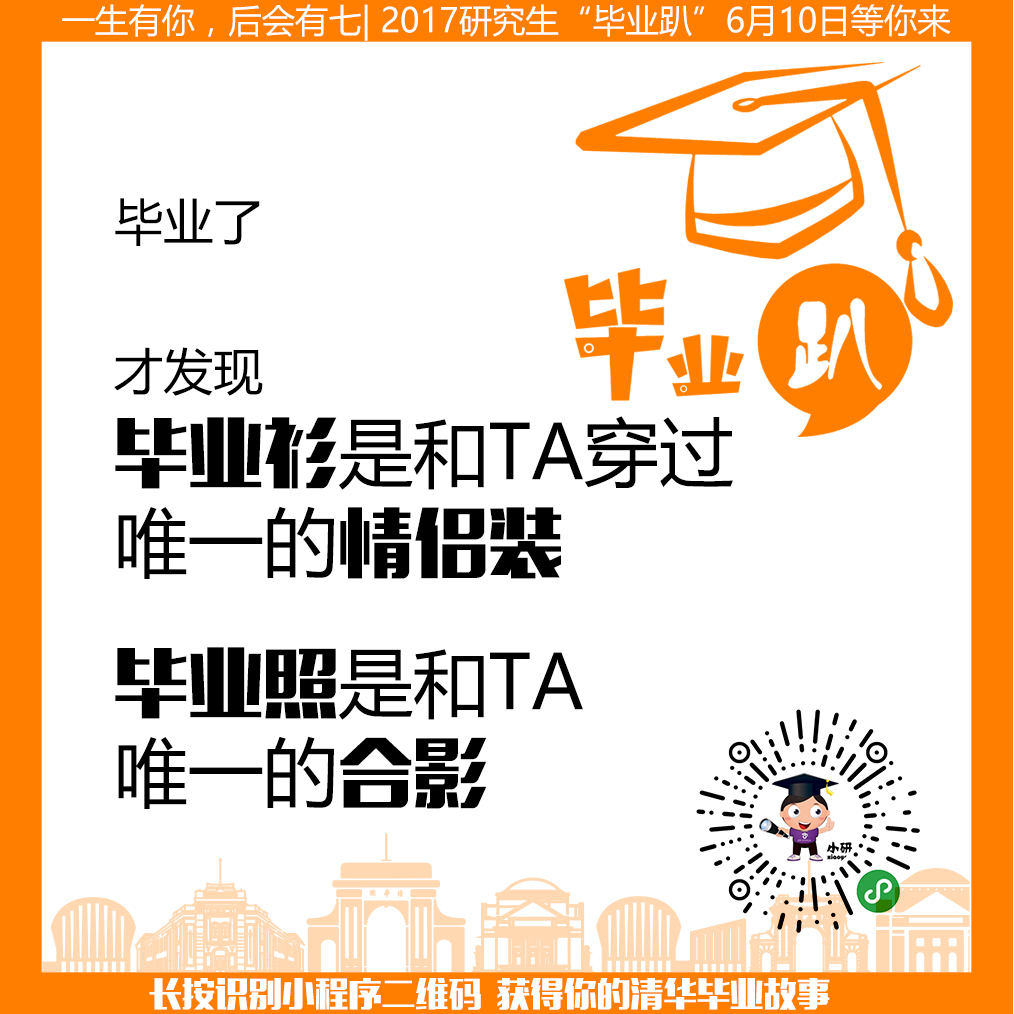 一生有你，后会有七| 2017研究生“毕业趴”6月10日等你来
毕业趴
毕业了
才发现
毕业衫是和TA穿过
唯一的情侣装
毕业照是和TA
唯一的合影
小研
长按识别小程序二维码 获得你的清华毕业故事